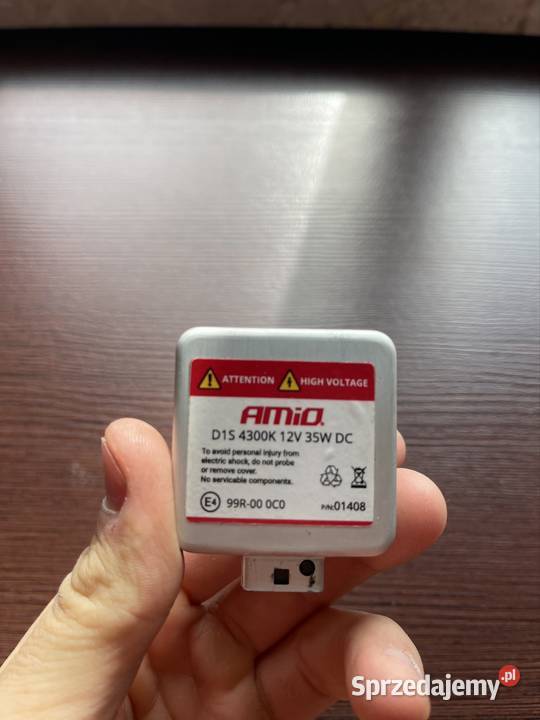 ATTENTION HIGH VOLTAGE
AMiO.
D1S 4300K 12V 35W DC
To avoid personal injury from
electric shock, do not probe
or remove cover.
No servicable components.
E4 99R-00 0C0 P/Nr.01408
Sprzedajemy.pl